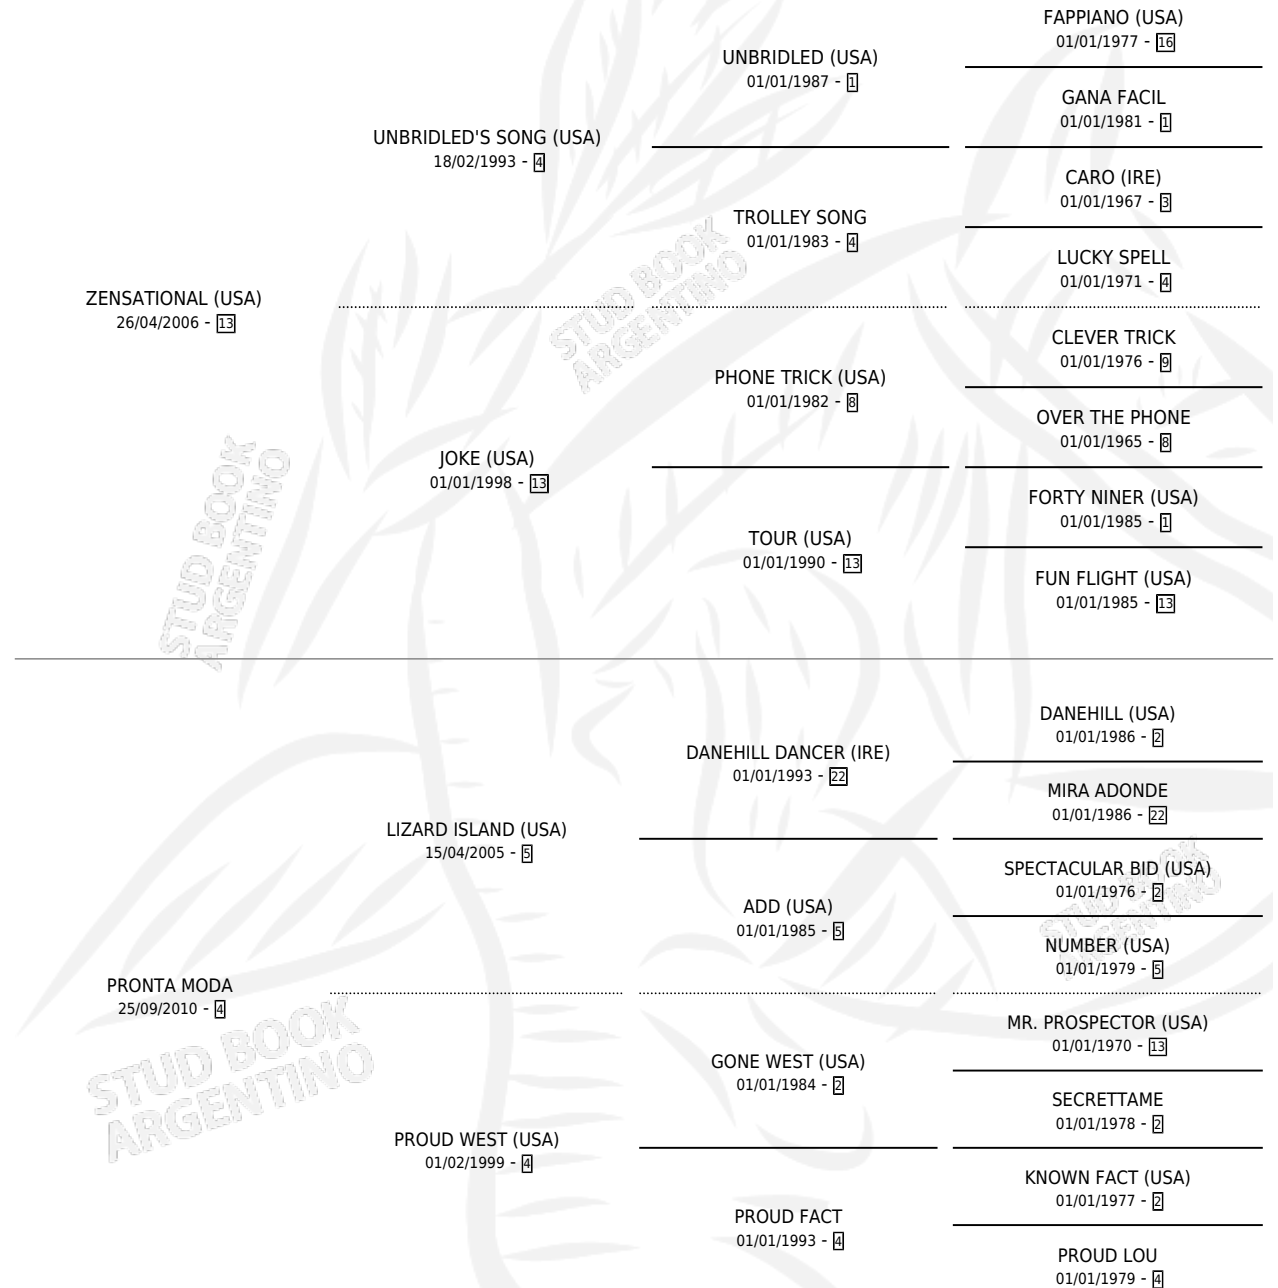 FAPPIANO (USA)
01/01/1977 - 16
UNBRIDLED (USA)
01/01/1987 - 1
GANA FACIL
01/01/1981 - 1
UNBRIDLED'S SONG (USA)
18/02/1993 - 4
CARO (IRE)
01/01/1967 - 3
TROLLEY SONG
01/01/1983 - 4
LUCKY SPELL
01/01/1971 - 4
ZENSATIONAL (USA)
26/04/2006 - 13
CLEVER TRICK
01/01/1976 - 9
PHONE TRICK (USA)
01/01/1982 - 8
OVER THE PHONE
01/01/1965 - 8
JOKE (USA)
01/01/1998 - 13
FORTY NINER (USA)
01/01/1985 - 1
TOUR (USA)
01/01/1990 - 13
FUN FLIGHT (USA)
01/01/1985 - 13
STUD BOOK
ARGENTINO
STUD BOOK
ARGENTINO
DANEHILL (USA)
01/01/1986 - 2
DANEHILL DANCER (IRE)
01/01/1993 - 22
MIRA ADONDE
01/01/1986 - 22
LIZARD ISLAND (USA)
15/04/2005 - 5
SPECTACULAR BID (USA)
01/01/1976 - 2
ADD (USA)
01/01/1985 - 5
NUMBER (USA)
01/01/1979 - 5
STUD BOOK
ARGENTINO
PRONTA MODA
25/09/2010 - 4
MR. PROSPECTOR (USA)
01/01/1970 - 13
GONE WEST (USA)
01/01/1984 - 2
SECRETTAME
01/01/1978 - 2
STUD BOOK
ARGENTINO
PROUD WEST (USA)
01/02/1999 - 4
KNOWN FACT (USA)
01/01/1977 - 2
PROUD FACT
01/01/1993 - 4
PROUD LOU
01/01/1979 - 4